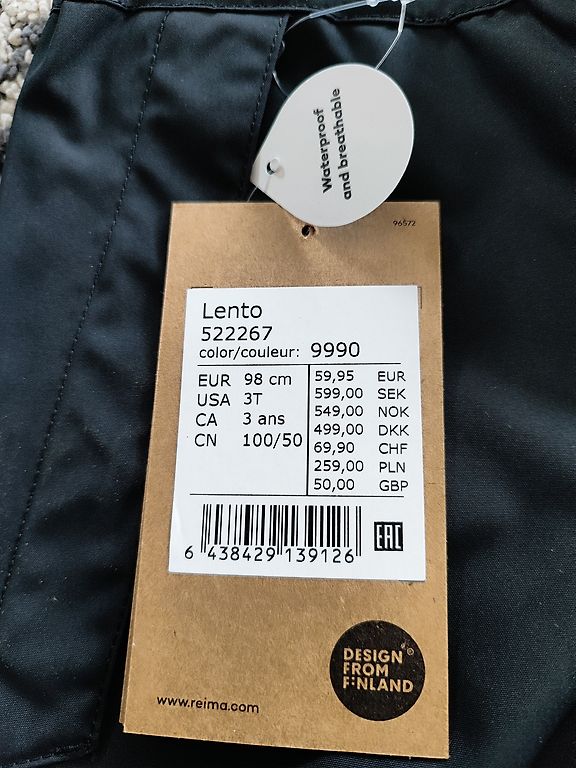 Waterproof
and breathable
96572
Lento
522267
color/couleur: 9990
EUR 98 cm
USA 3T
CA 3 ans
CN 100/50
59,95 EUR
599,00 SEK
549,00 NOK
499,00 DKK
69,90 CHF
259,00 PLN
50,00 GBP
6 438429 139126
EAC
DESIGN
FROM
FINLAND
www.reima.com